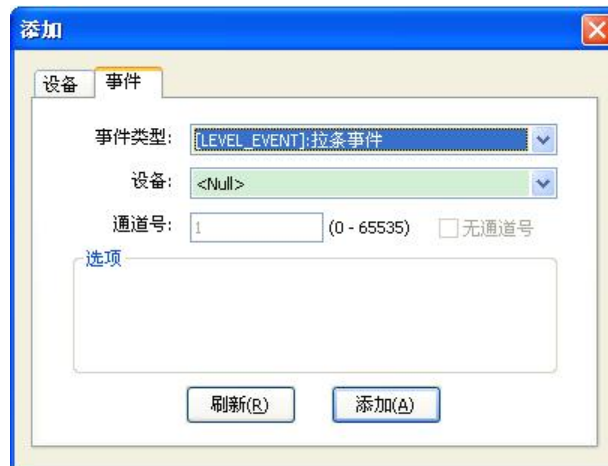 添加
设备 事件
事件类型: [LEVEL_EVENT]:拉条事件
设备: <Null>
通道号: 1 (0 - 65535) 无通道号
选项
刷新(R) 添加(A)